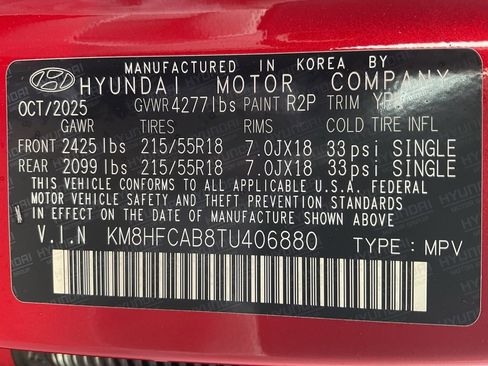 MANUFACTURED IN KOREA BY
HYUNDAI MOTOR COMPANY
OCT/2025 GVWR 4277lbs PAINT R2P TRIM YPR
GAWR TIRES RIMS COLD TIRE INFL
FRONT 2425 lbs 215/55R18 7.0JX18 33psi SINGLE
REAR 2099 lbs 215/55R18 7.0JX18 33psi SINGLE
THIS VEHICLE CONFORMS TO ALL APPLICABLE U.S.A. FEDERAL
MOTOR VEHICLE SAFETY AND THEFT PREVENTION STANDARDS
IN EFFECT ON THE DATE OF MANUFACTURE SHOWN ABOVE.
V.I.N KM8HFCAB8TU406880 TYPE : MPV